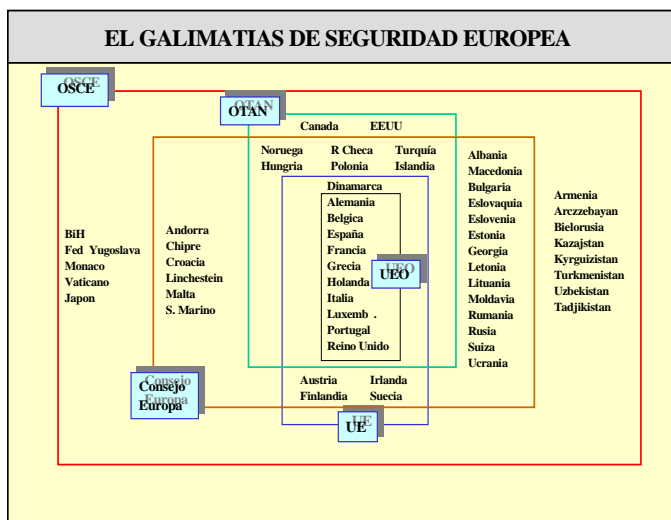 EL GALIMATIAS DE SEGURIDAD EUROPEA
OSCE
OTAN
Canada EEUU
Noruega R Checa Turquía
Hungria Polonia Islandia
Dinamarca
Alemania
Belgica
España
Francia
Grecia
Holanda
Italia
Luxemb .
Portugal
Reino Unido
UEO
Albania
Macedonia
Bulgaria
Eslovaquia
Eslovenia
Estonia
Georgia
Letonia
Lituania
Moldavia
Rumania
Rusia
Suiza
Ucrania
Armenia
Arczzebayan
Bielorusia
Kazajstan
Kyrguizistan
Turkmenistan
Uzbekistan
Tadjikistan
BiH
Fed Yugoslava
Monaco
Vaticano
Japon
Andorra
Chipre
Croacia
Linchestein
Malta
S. Marino
Consejo
Europa
Austria Irlanda
Finlandia Suecia
UE